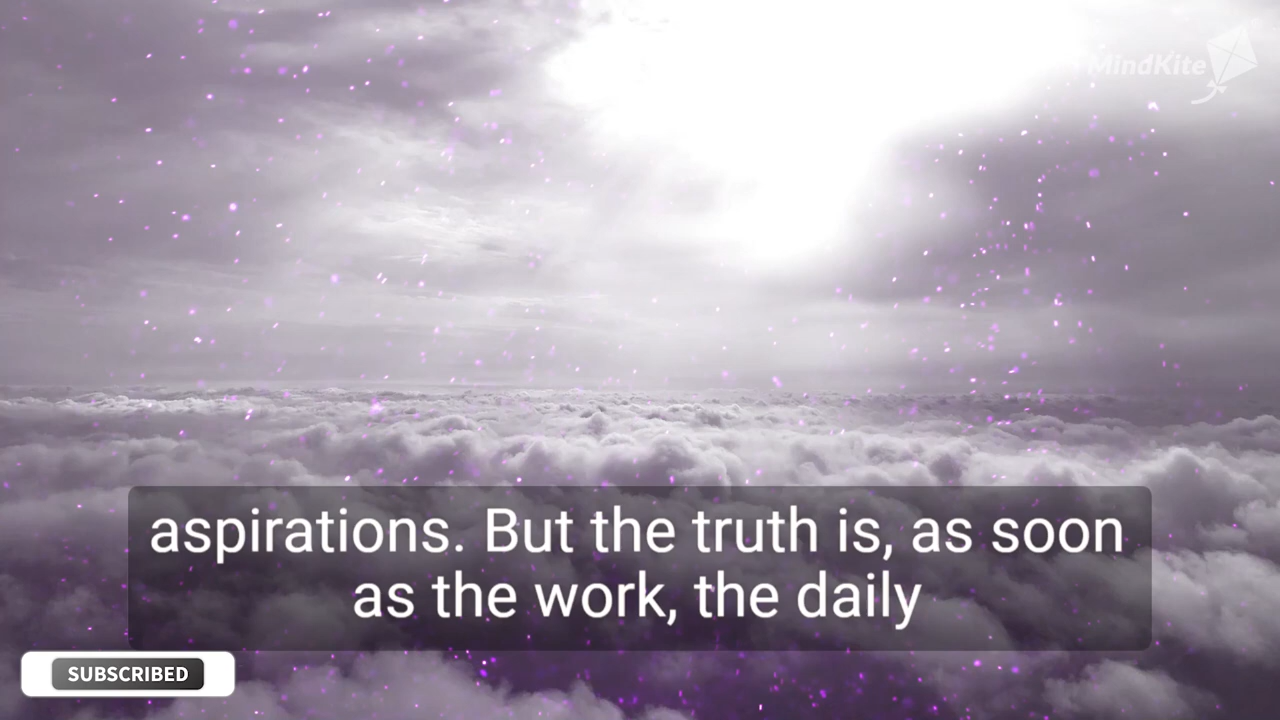 MindKite
aspirations. But the truth is, as soon
as the work, the daily
SUBSCRIBED